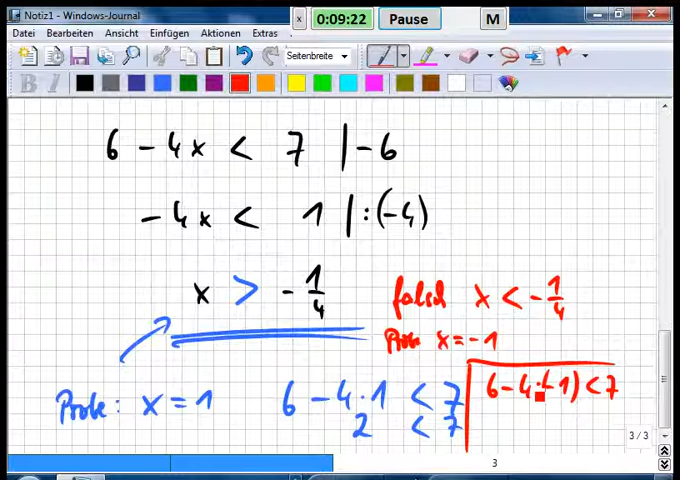 Notiz1 - Windows-Journal
x 0:09:22 Pause M
Datei Bearbeiten Ansicht Einfügen Aktionen Extras
Seitenbreite
B I
6 - 4x < 7 | -6
-4x < 1 | :(-4)
x > -1/4
falsch x < -1/4
Probe x = -1
Probe: x = 1 6 - 4·1 < 7
2 < 7
6 - 4·(-1) < 7
3 / 3
3